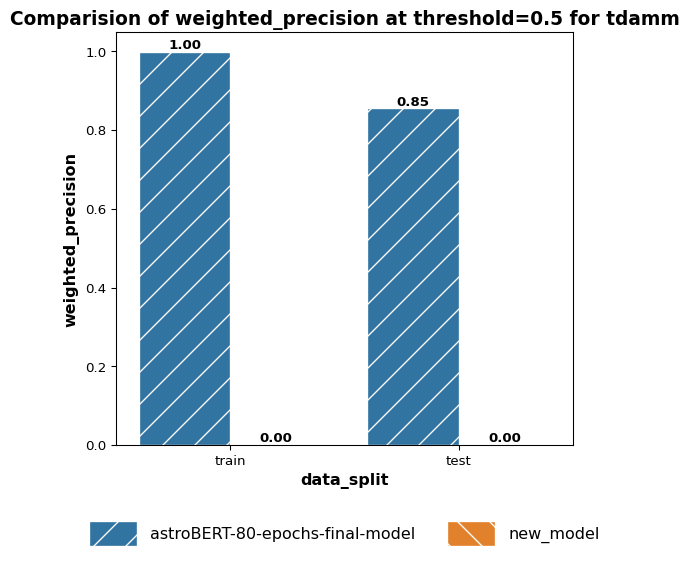 Comparision of weighted_precision at threshold=0.5 for tdamm
1.0
0.8
0.6
0.4
0.2
0.0
weighted_precision
1.00
0.00
0.85
0.00
train
test
data_split
astroBERT-80-epochs-final-model
new_model